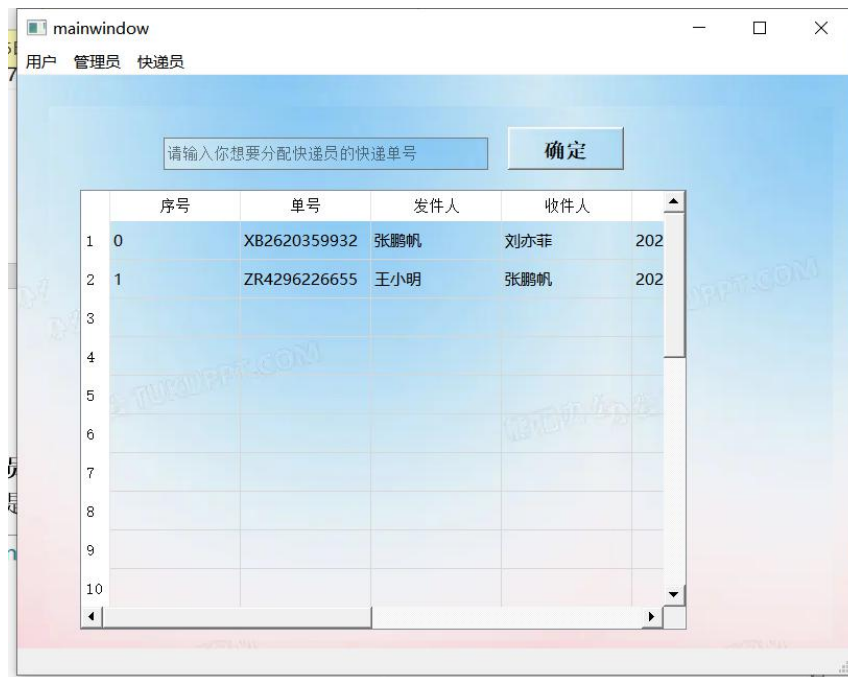 mainwindow
用户 管理员 快递员
请输入你想要分配快递员的快递单号
确定
序号 单号 发件人 收件人
1 0 XB2620359932 张鹏帆 刘亦菲 202
2 1 ZR4296226655 王小明 张鹏帆 202
3
4
5
6
7
8
9
10
TUKUPPT.COM